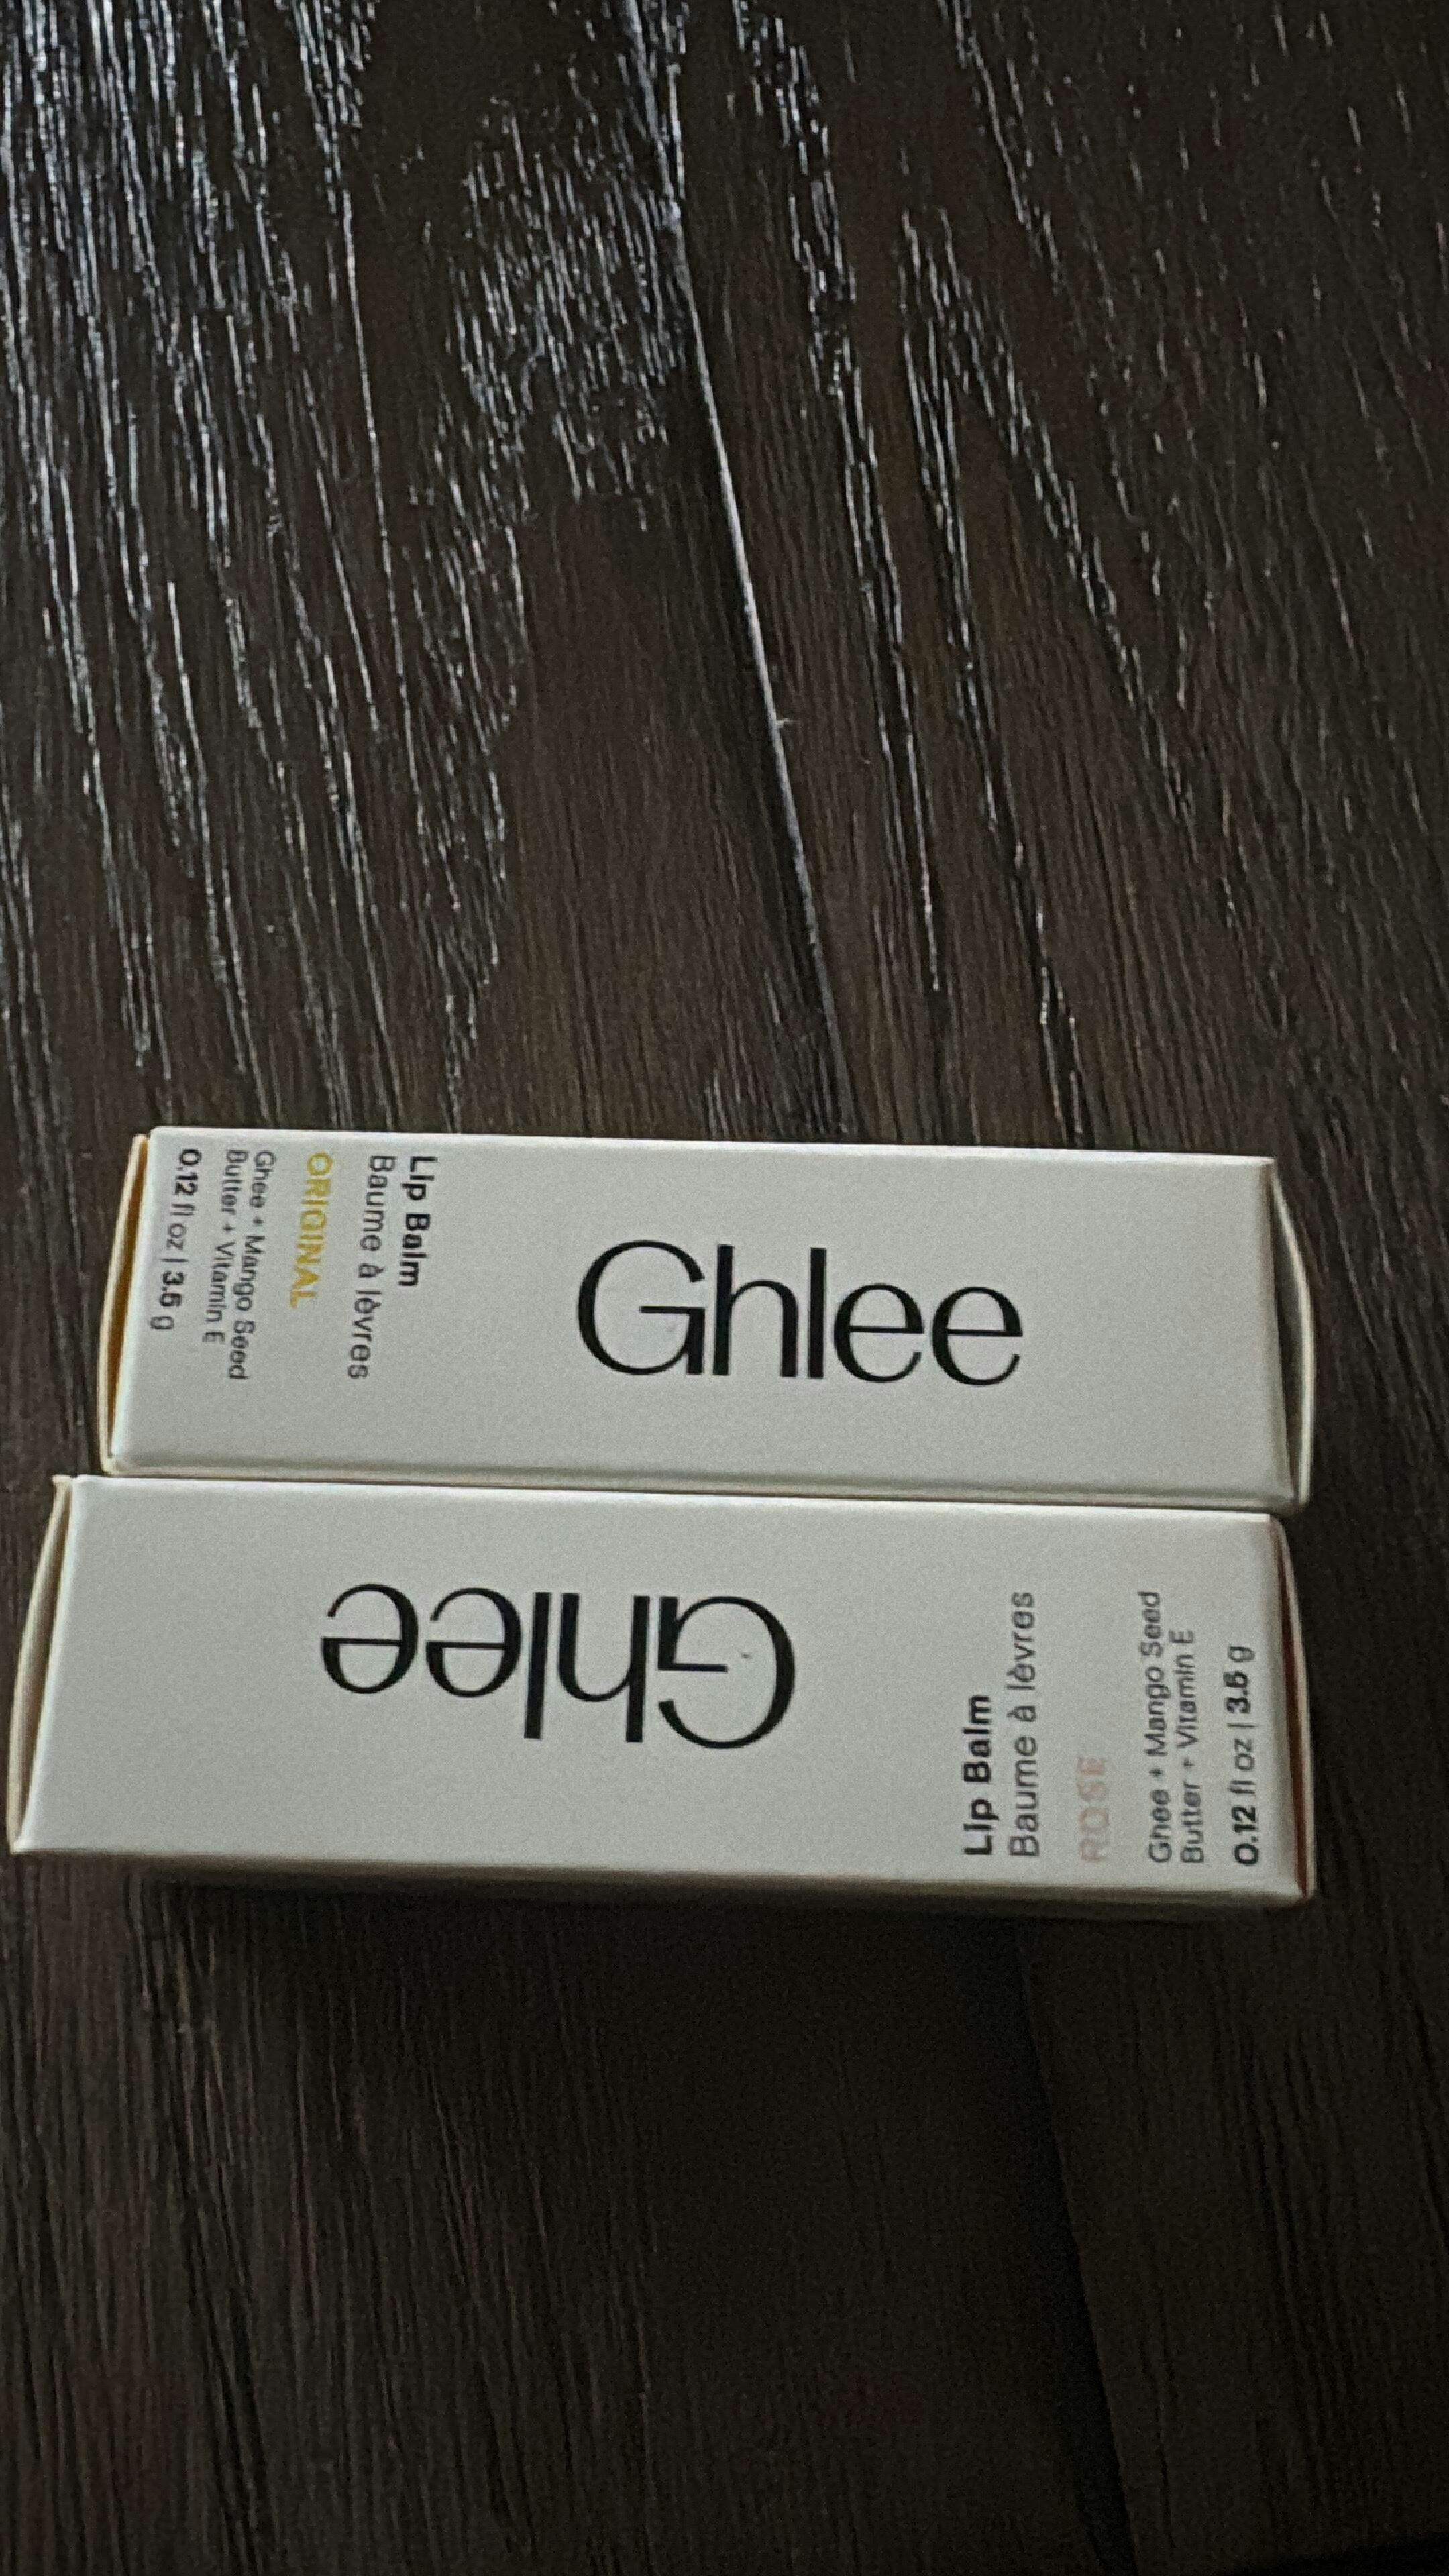 Ghlee
Lip Balm
Baume à lèvres
ORIGINAL
Ghee + Mango Seed
Butter + Vitamin E
0.12 fl oz | 3.5 g
Ghlee
Lip Balm
Baume à lèvres
ROSE
Ghee + Mango Seed
Butter + Vitamin E
0.12 fl oz | 3.5 g